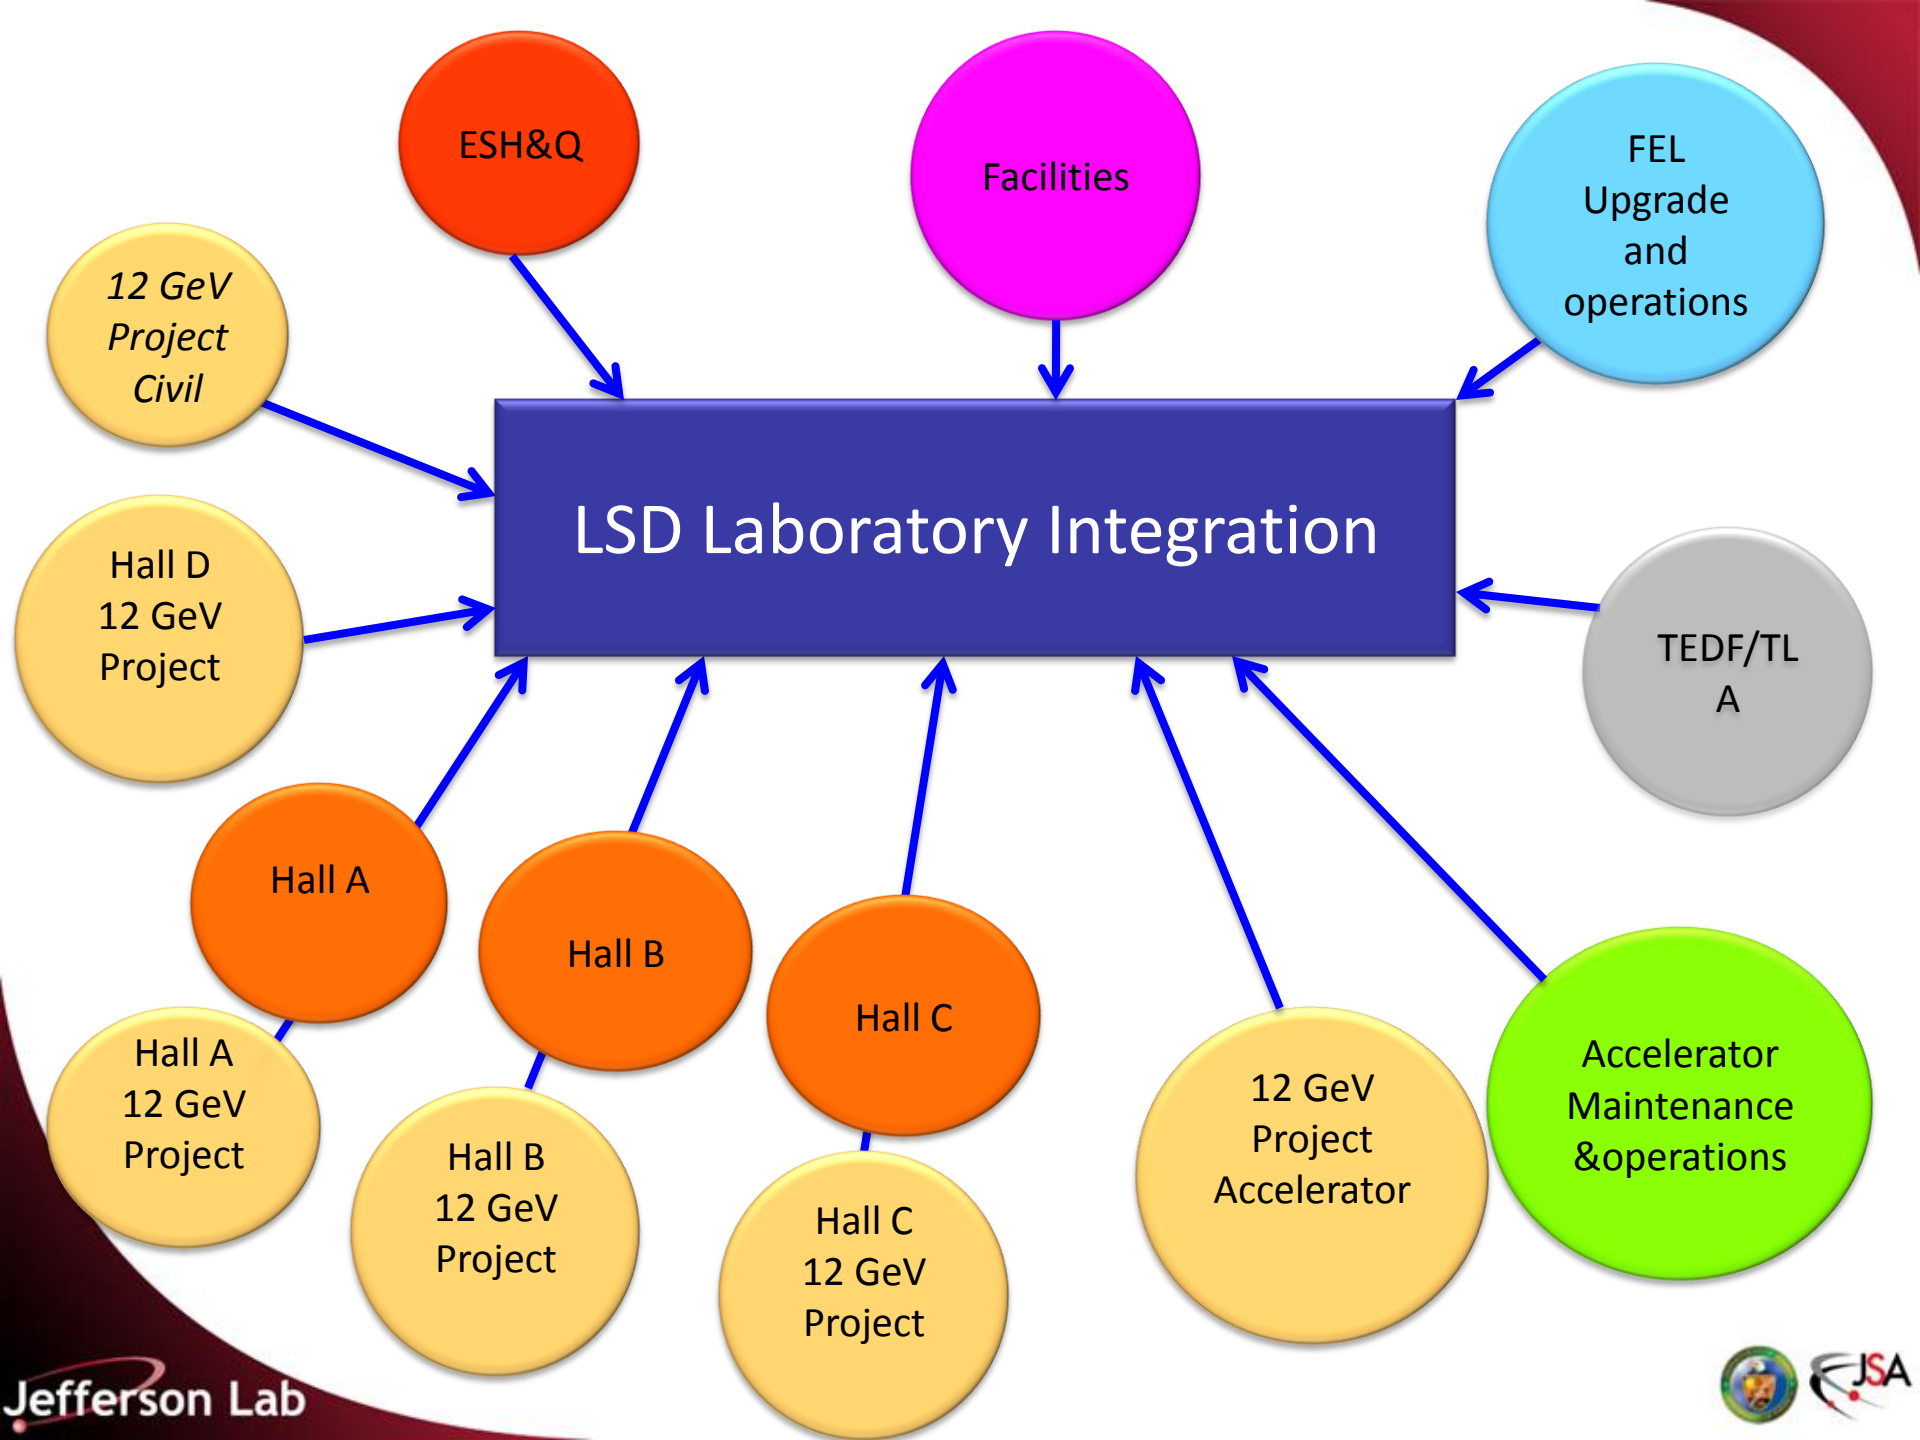 ESH&Q
Facilities
FEL
Upgrade
and
operations
12 GeV
Project
Civil
LSD Laboratory Integration
Hall D
12 GeV
Project
TEDF/TL
A
Hall A
Hall B
Hall C
Hall A
12 GeV
Project
Hall B
12 GeV
Project
Hall C
12 GeV
Project
12 GeV
Project
Accelerator
Accelerator
Maintenance
&operations
Jefferson Lab
JSA